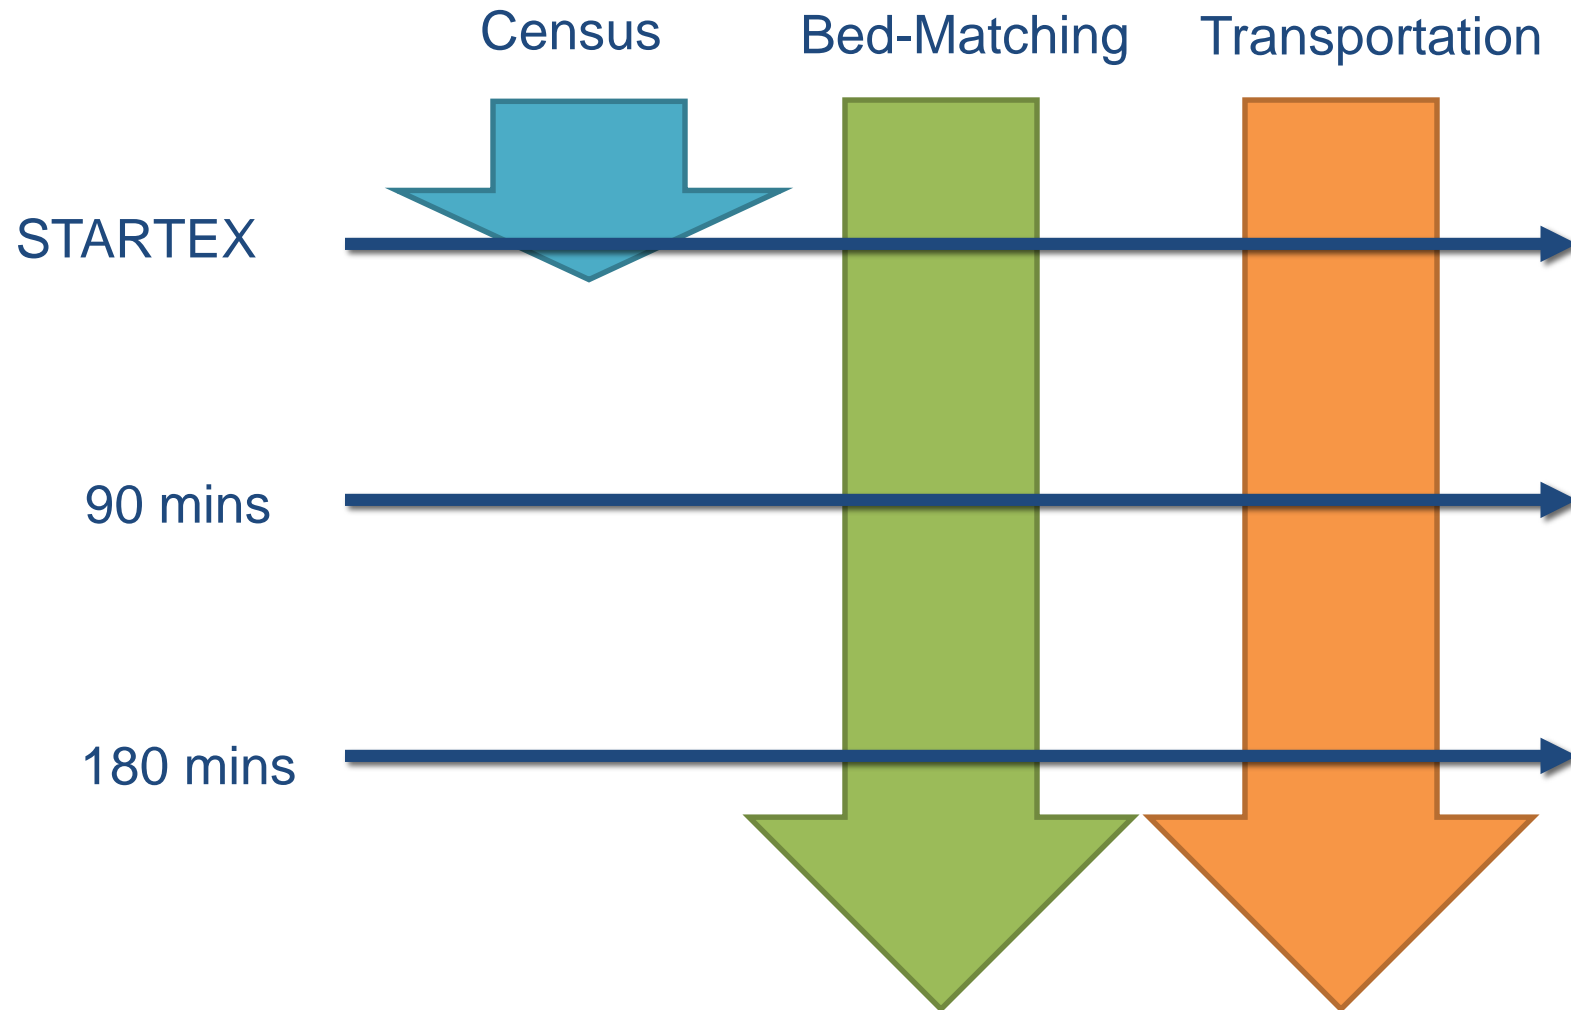 Census
Bed-Matching
Transportation
STARTEX
90 mins
180 mins